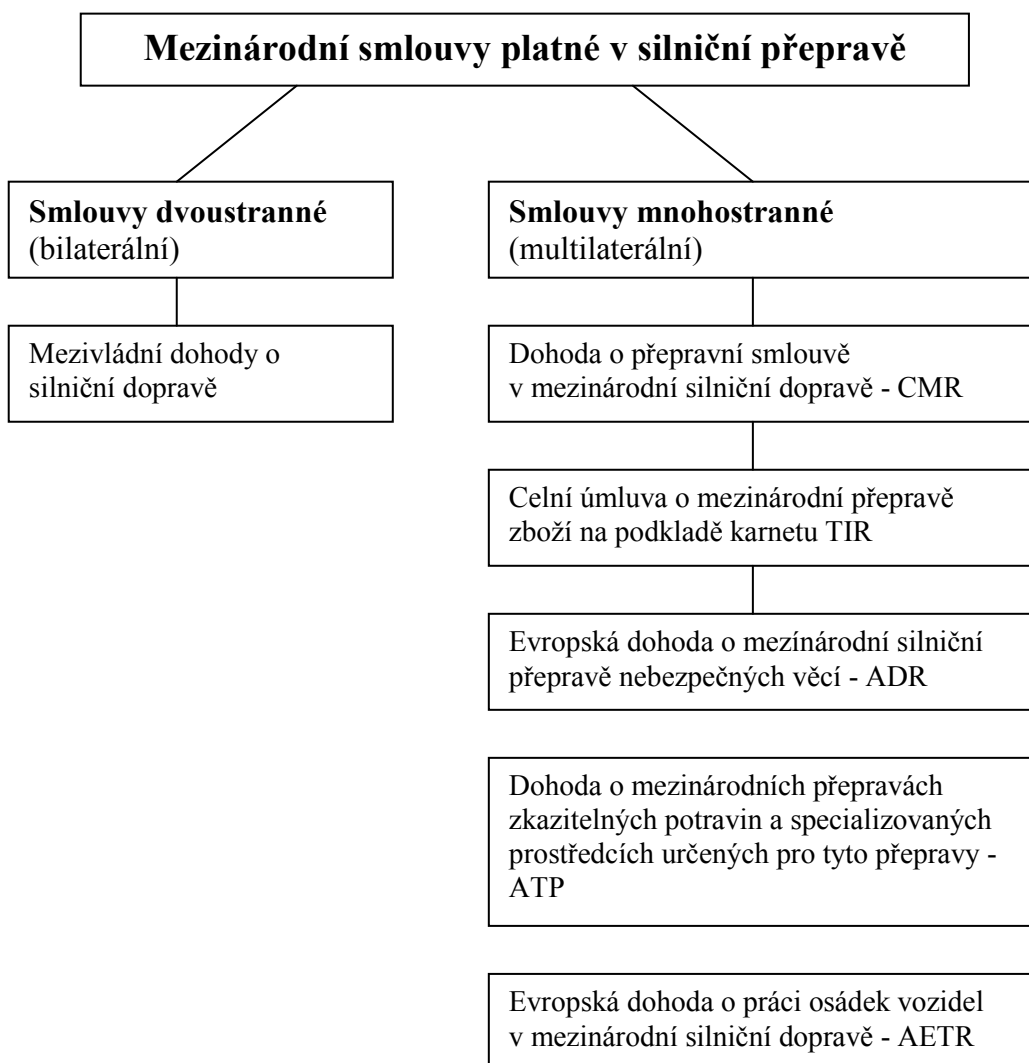 Mezinárodní smlouvy platné v silniční přepravě
Smlouvy dvoustranné
(bilaterální)
Mezivládní dohody o
silniční dopravě
Smlouvy mnohostranné
(multilaterální)
Dohoda o přepravní smlouvě
v mezinárodní silniční dopravě - CMR
Celní úmluva o mezinárodní přepravě
zboží na podkladě karnetu TIR
Evropská dohoda o mezínárodní silniční
přepravě nebezpečných věcí - ADR
Dohoda o mezinárodních přepravách
zkazitelných potravin a specializovaných
prostředcích určených pro tyto přepravy -
ATP
Evropská dohoda o práci osádek vozidel
v mezinárodní silniční dopravě - AETR